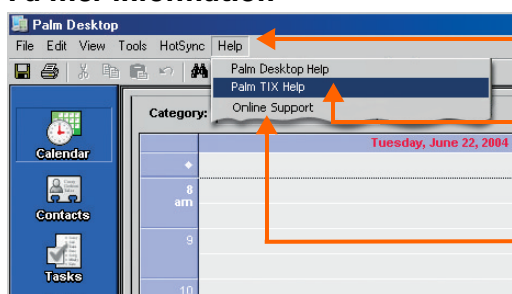 Palm Desktop
File Edit View Tools HotSync Help
Palm Desktop Help
Palm TIX Help
Online Support
Category:
Tuesday, June 22, 2004
Calendar
8
am
Contacts
9
Tasks
10